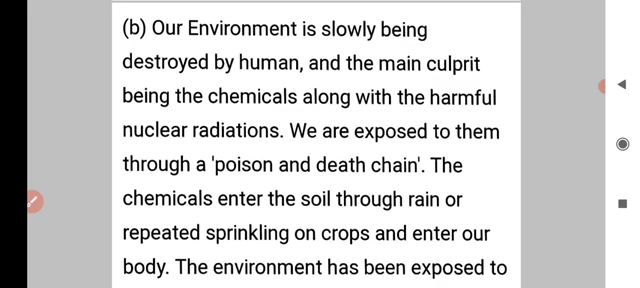 (b) Our Environment is slowly being
destroyed by human, and the main culprit
being the chemicals along with the harmful
nuclear radiations. We are exposed to them
through a 'poison and death chain'. The
chemicals enter the soil through rain or
repeated sprinkling on crops and enter our
body. The environment has been exposed to